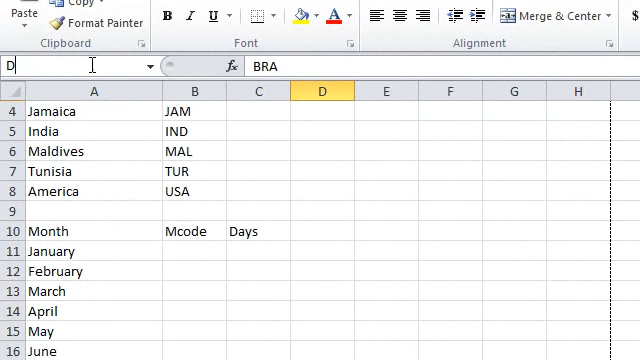 Copy
Paste
Format Painter
B I U A Merge & Center $
Clipboard Font Alignment
D fx BRA
A B C D E F G H
4 Jamaica JAM
5 India IND
6 Maldives MAL
7 Tunisia TUR
8 America USA
9
10 Month Mcode Days
11 January
12 February
13 March
14 April
15 May
16 June